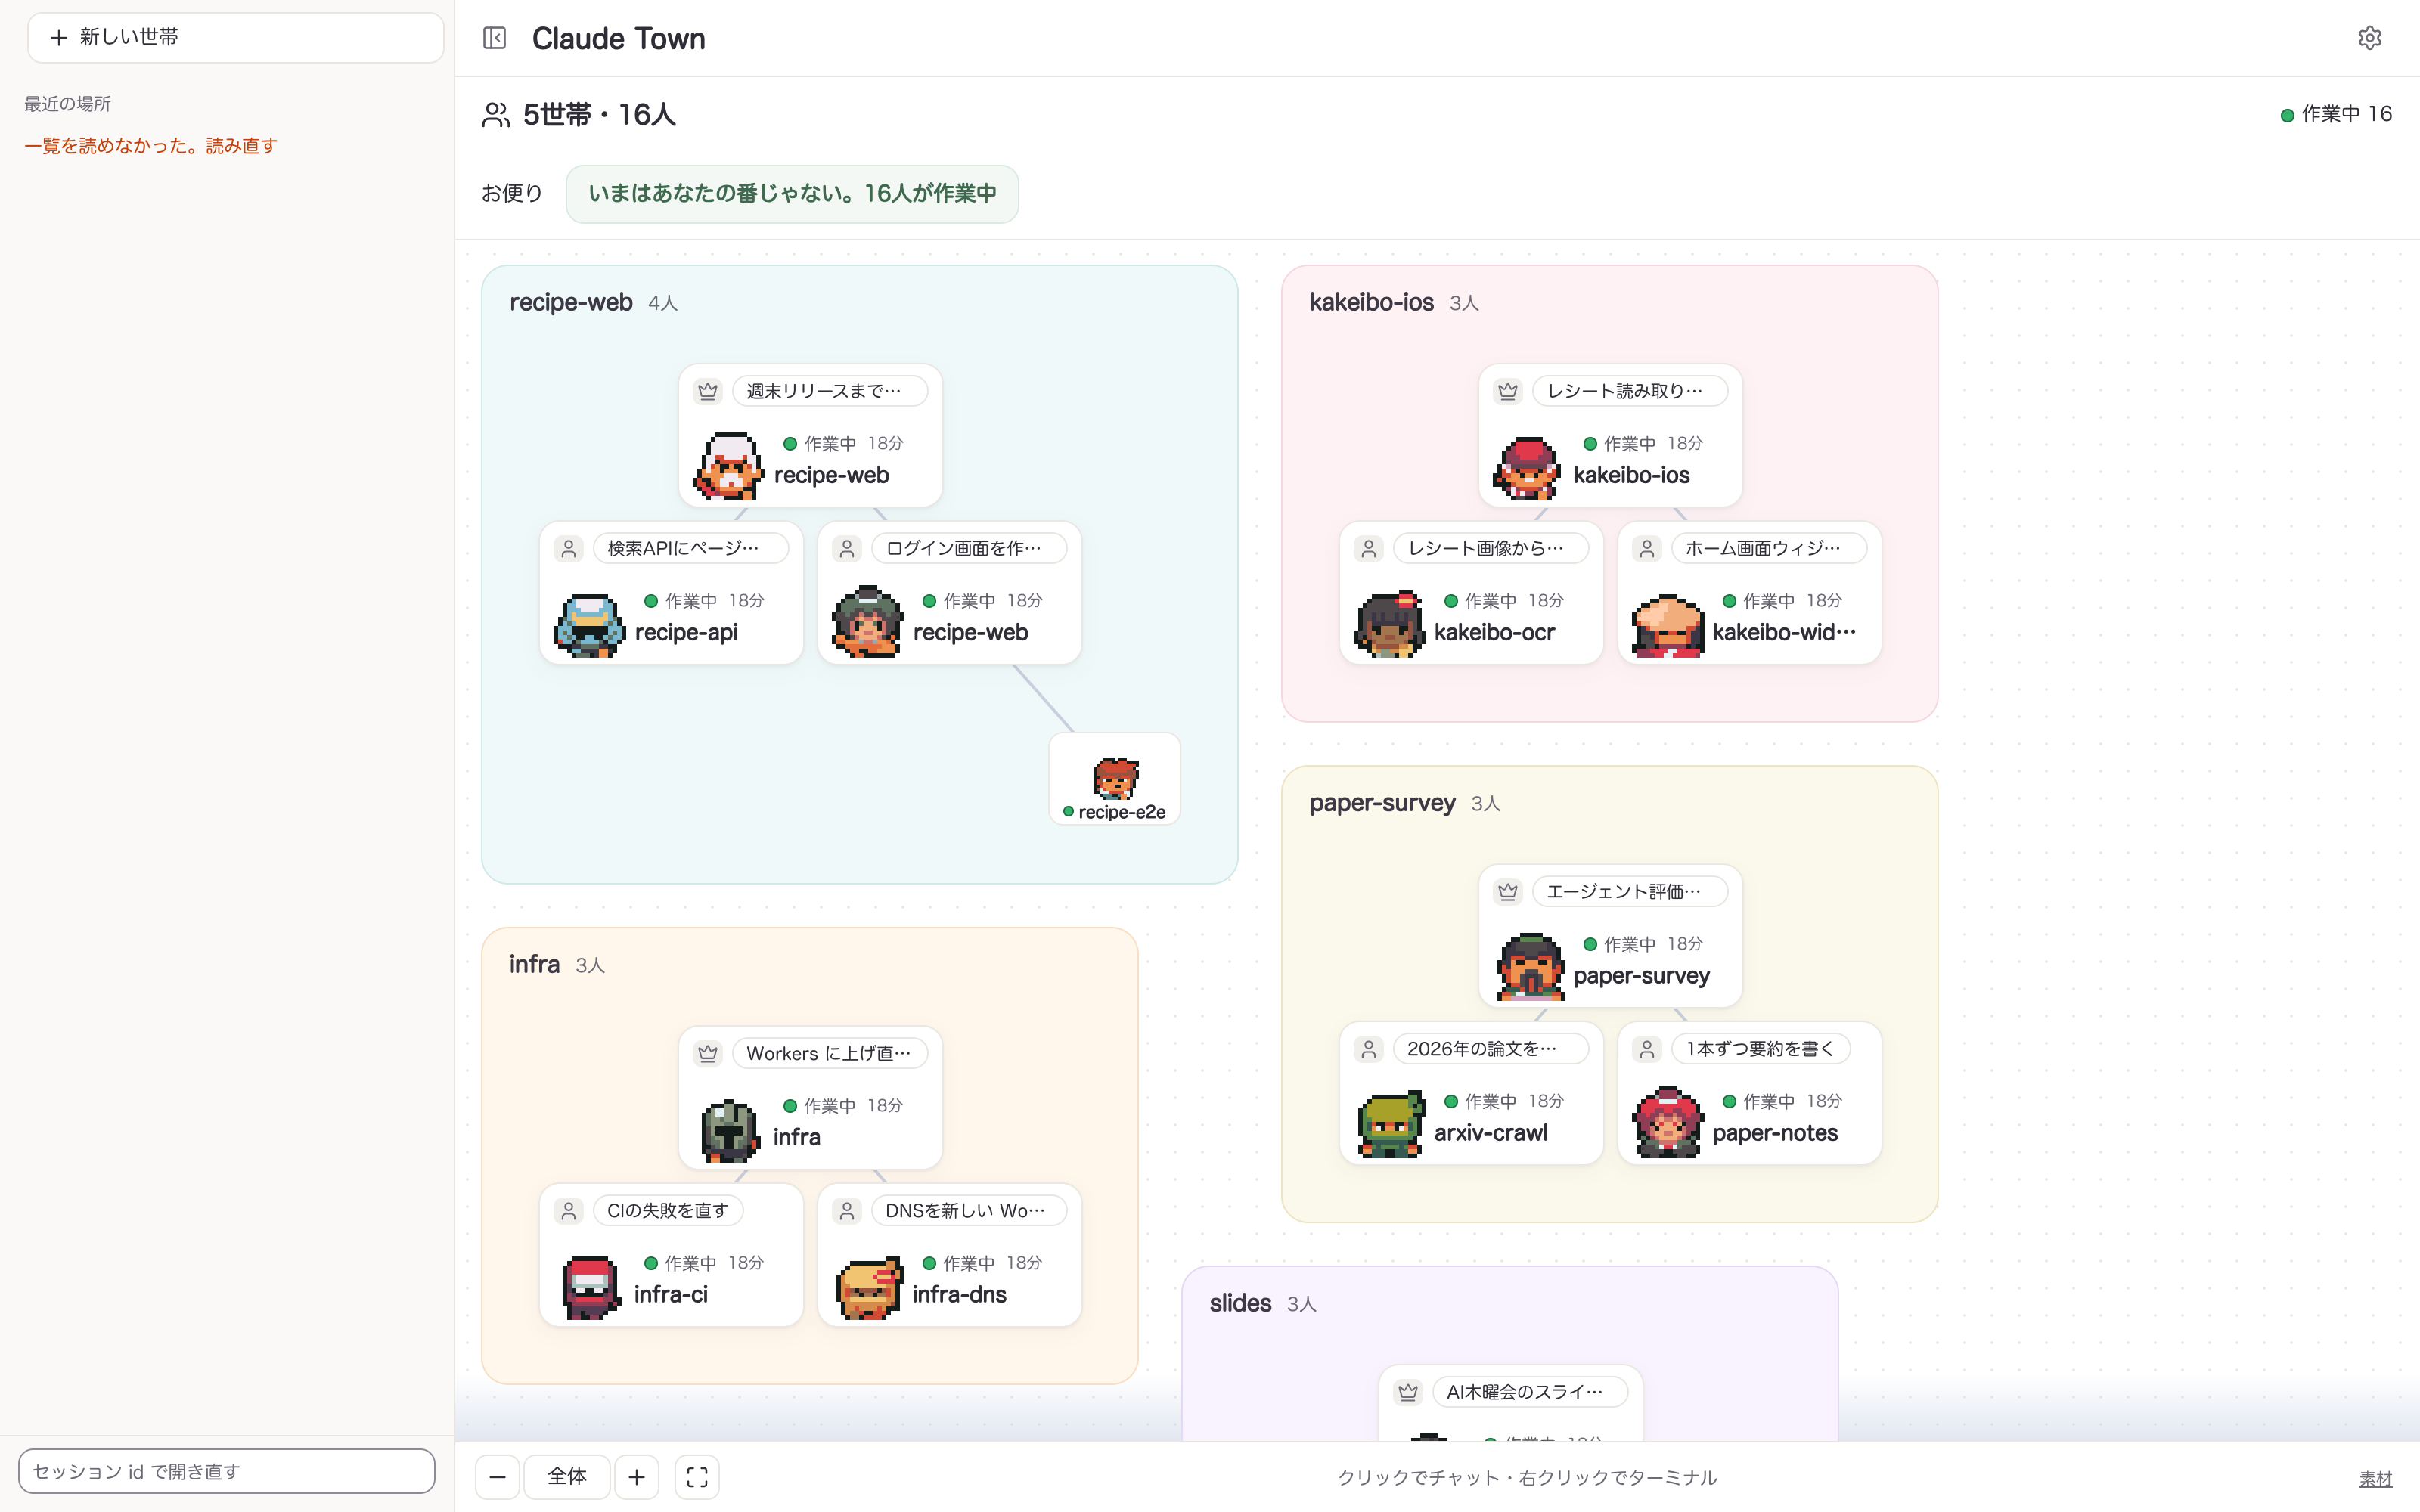 新しい世帯
最近の場所
一覧を読めなかった。読み直す
セッション id で開き直す
Claude Town
5世帯・16人
作業中 16
お便り
いまはあなたの番じゃない。16人が作業中
recipe-web 4人
週末リリースまで…
作業中 18分
recipe-web
検索APIにページ…
作業中 18分
recipe-api
ログイン画面を作…
作業中 18分
recipe-web
recipe-e2e
kakeibo-ios 3人
レシート読み取り…
作業中 18分
kakeibo-ios
レシート画像から…
作業中 18分
kakeibo-ocr
ホーム画面ウィジ…
作業中 18分
kakeibo-wid…
infra 3人
Workers に上げ直…
作業中 18分
infra
CIの失敗を直す
作業中 18分
infra-ci
DNSを新しい Wo…
作業中 18分
infra-dns
paper-survey 3人
エージェント評価…
作業中 18分
paper-survey
2026年の論文を…
作業中 18分
arxiv-crawl
1本ずつ要約を書く
作業中 18分
paper-notes
slides 3人
AI木曜会のスライ…
全体
クリックでチャット・右クリックでターミナル
素材